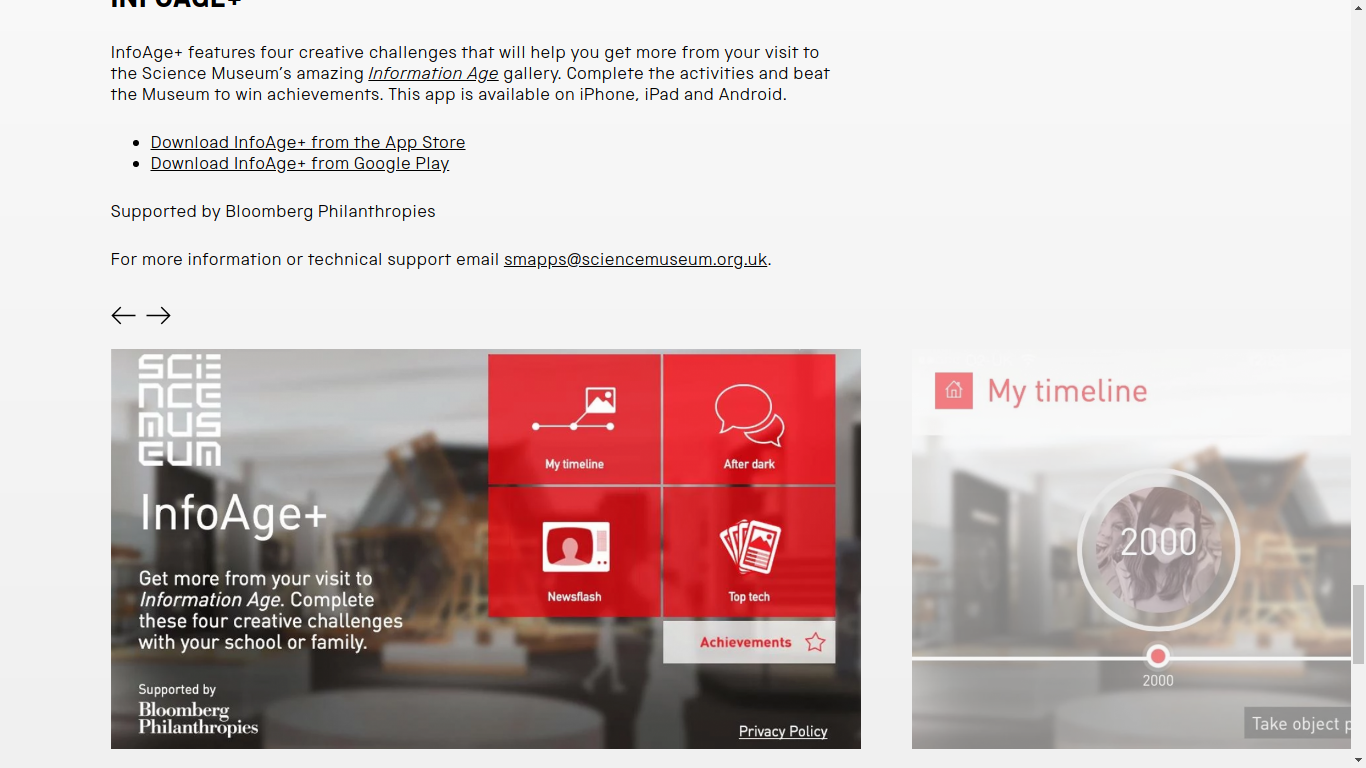 INFOAGE+
InfoAge+ features four creative challenges that will help you get more from your visit to
the Science Museum's amazing Information Age gallery. Complete the activities and beat
the Museum to win achievements. This app is available on iPhone, iPad and Android.
Download InfoAge+ from the App Store
Download InfoAge+ from Google Play
Supported by Bloomberg Philanthropies
For more information or technical support email smapps@sciencemuseum.org.uk.
SCIE
NCE
MUS
EUM
InfoAge+
Get more from your visit to
Information Age. Complete
these four creative challenges
with your school or family.
Supported by
Bloomberg
Philanthropies
My timeline
After dark
Newsflash
Top tech
Achievements
Privacy Policy
My timeline
2000
2000
Take object p